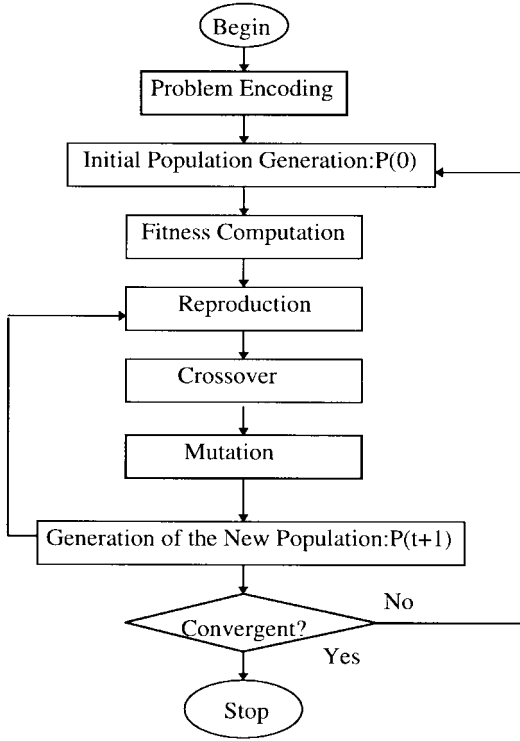 Begin
Problem Encoding
Initial Population Generation:P(0)
Fitness Computation
Reproduction
Crossover
Mutation
Generation of the New Population:P(t+1)
No
Convergent?
Yes
Stop